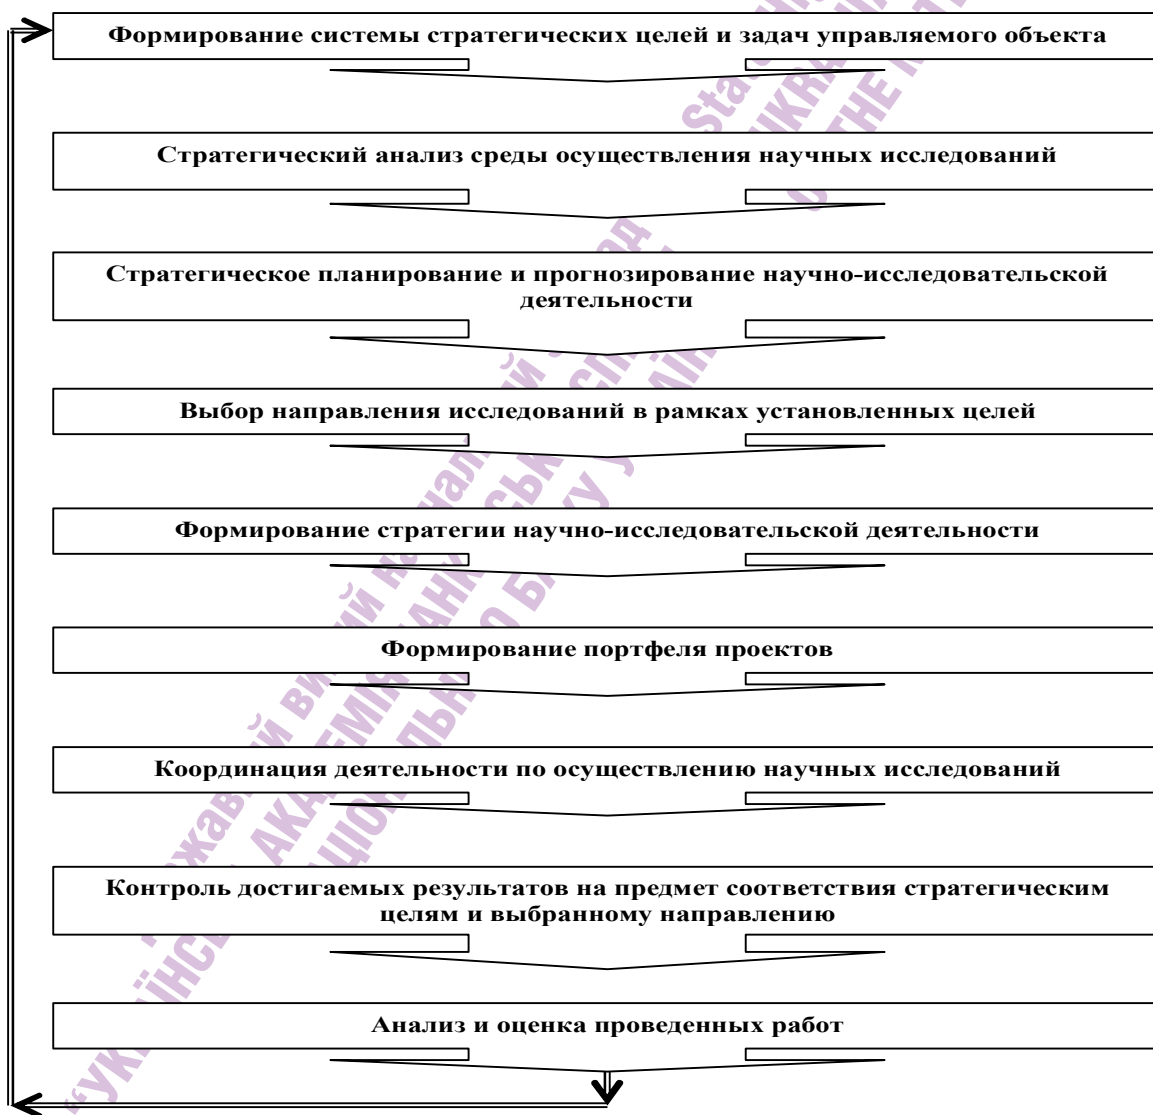 Формирование системы стратегических целей и задач управляемого объекта
Стратегический анализ среды осуществления научных исследований
Стратегическое планирование и прогнозирование научно-исследовательской
деятельности
Выбор направления исследований в рамках установленных целей
Формирование стратегии научно-исследовательской деятельности
Формирование портфеля проектов
Координация деятельности по осуществлению научных исследований
Контроль достигаемых результатов на предмет соответствия стратегическим
целям и выбранному направлению
Анализ и оценка проведенных работ